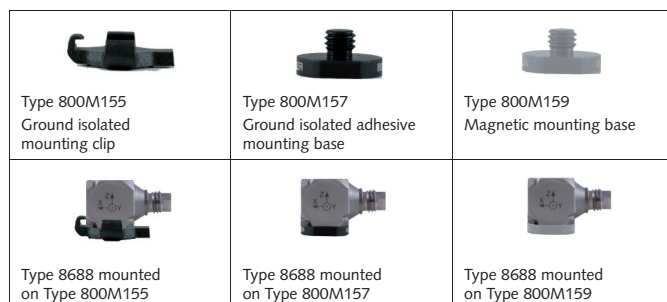 Type 800M155
Ground isolated
mounting clip
Type 800M157
Ground isolated adhesive
mounting base
Type 800M159
Magnetic mounting base
Z
X
Y
Type 8688 mounted
on Type 800M155
Z
X
Y
Type 8688 mounted
on Type 800M157
Z
X
Y
Type 8688 mounted
on Type 800M159